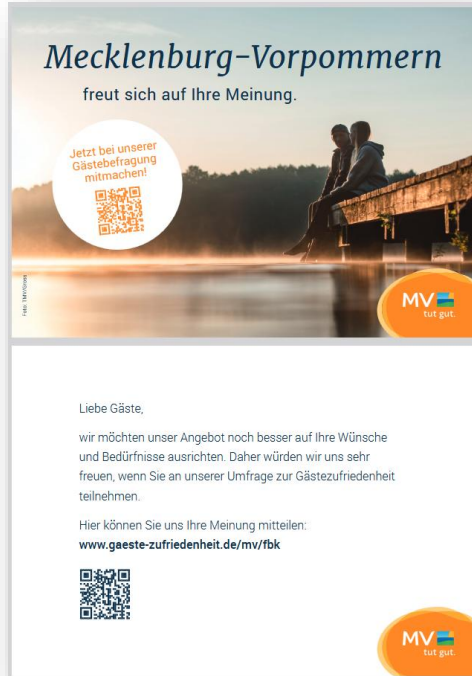 Mecklenburg-Vorpommern
freut sich auf Ihre Meinung.
Jetzt bei unserer
Gästebefragung
mitmachen!
MV
tut gut.
Liebe Gäste,
wir möchten unser Angebot noch besser auf Ihre Wünsche
und Bedürfnisse ausrichten. Daher würden wir uns sehr
freuen, wenn Sie an unserer Umfrage zur Gästezufriedenheit
teilnehmen.
Hier können Sie uns Ihre Meinung mitteilen:
www.gaeste-zufriedenheit.de/mv/fbk
MV
tut gut.